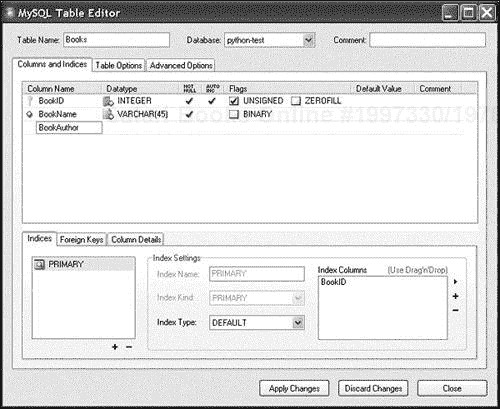 MySQL Table Editor
Table Name: Books Database: python-test Comment:
Columns and Indices Table Options Advanced Options
Column Name Datatype NOT NULL AUTO INC Flags Default Value Comment
BookID INTEGER UNSIGNED ZEROFILL
BookName VARCHAR(45) BINARY
BookAuthor
Indices Foreign Keys Column Details
PRIMARY
Index Settings
Index Name: PRIMARY
Index Kind: PRIMARY
Index Type: DEFAULT
Index Columns (Use Drag'n'Drop)
BookID
Apply Changes Discard Changes Close